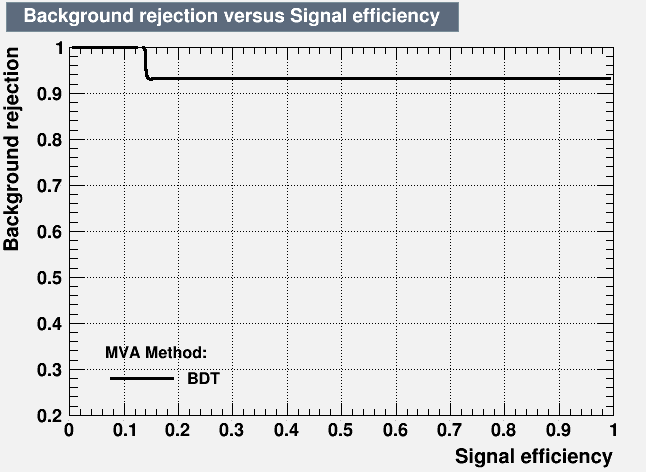 Background rejection versus Signal efficiency
Background rejection
1
0.9
0.8
0.7
0.6
0.5
0.4
0.3
0.2
MVA Method:
BDT
0 0.1 0.2 0.3 0.4 0.5 0.6 0.7 0.8 0.9 1
Signal efficiency